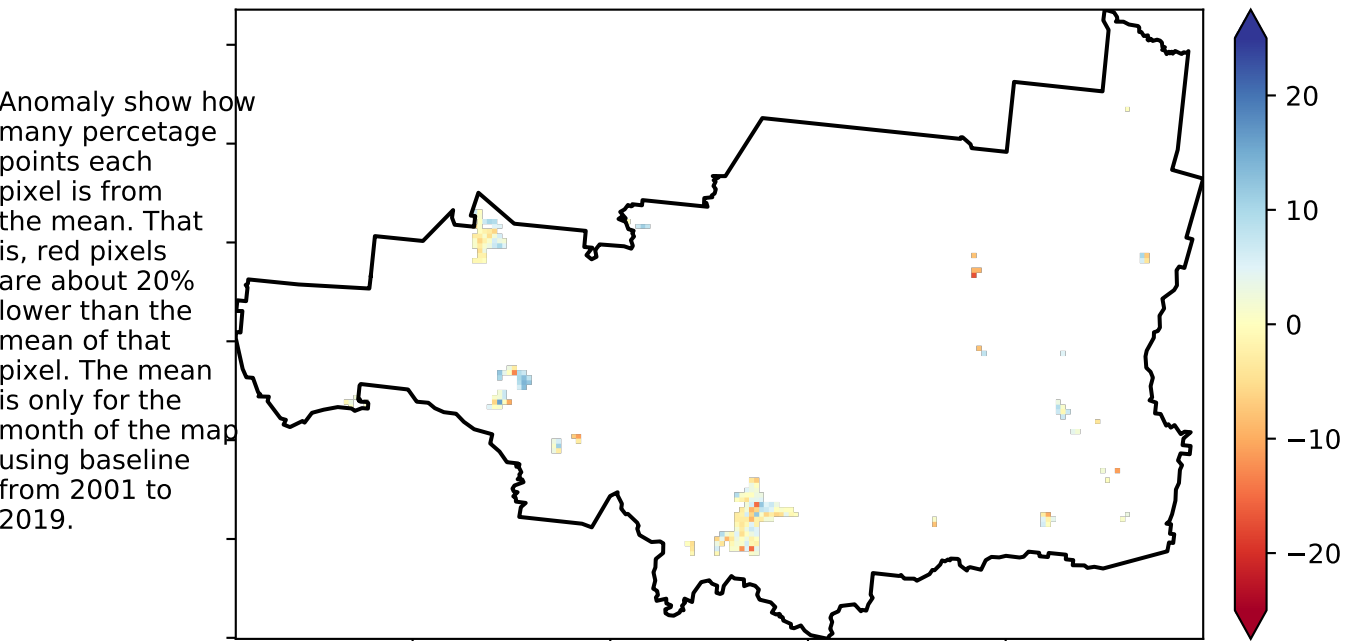 Anomaly show how
many percetage
points each
pixel is from
the mean. That
is, red pixels
are about 20%
lower than the
mean of that
pixel. The mean
is only for the
month of the map
using baseline
from 2001 to
2019.
20
10
0
−10
−20